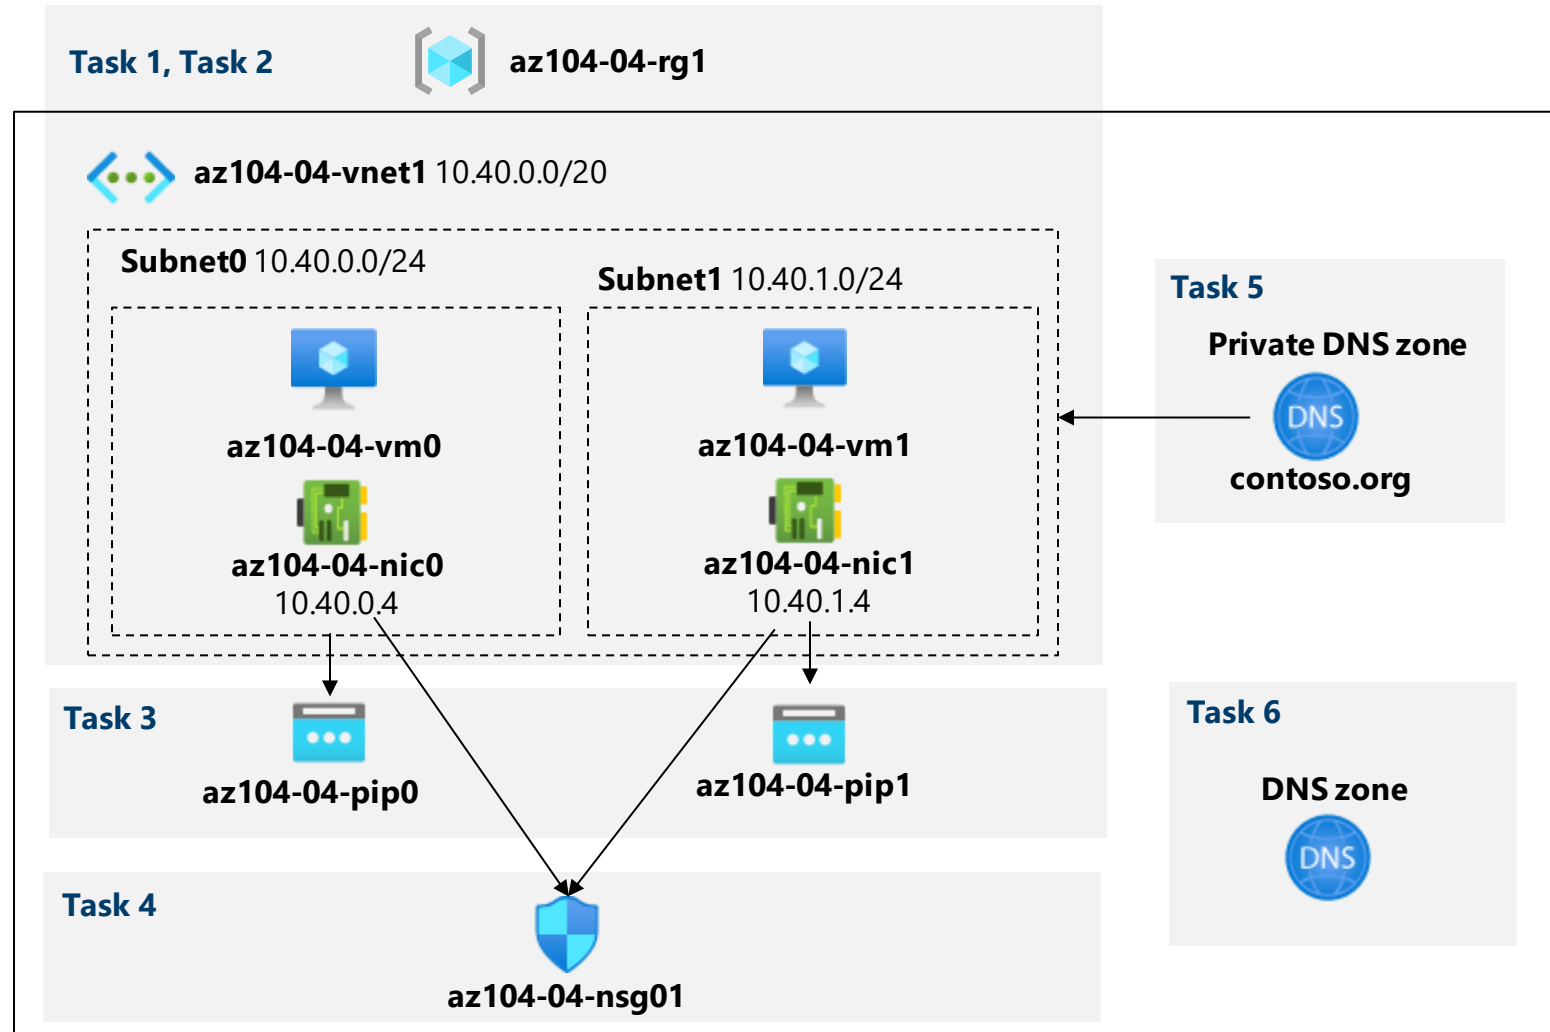 Task 1, Task 2
az104-04-rg1
az104-04-vnet1 10.40.0.0/20
Subnet0 10.40.0.0/24
Subnet1 10.40.1.0/24
az104-04-vm0
az104-04-vm1
az104-04-nic0
10.40.0.4
az104-04-nic1
10.40.1.4
Task 5
Private DNS zone
DNS
contoso.org
Task 3
az104-04-pip0
az104-04-pip1
Task 6
DNS zone
DNS
Task 4
az104-04-nsg01